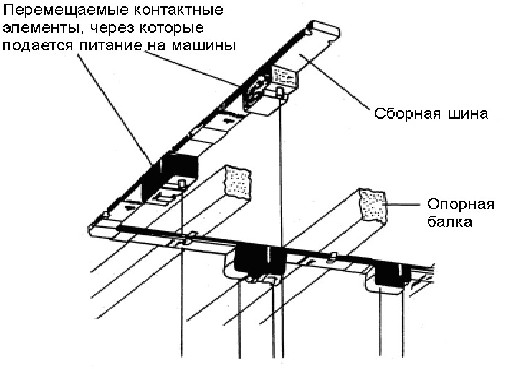 Перемещаемые контактные
элементы, через которые
подается питание на машины
Сборная шина
Опорная
балка